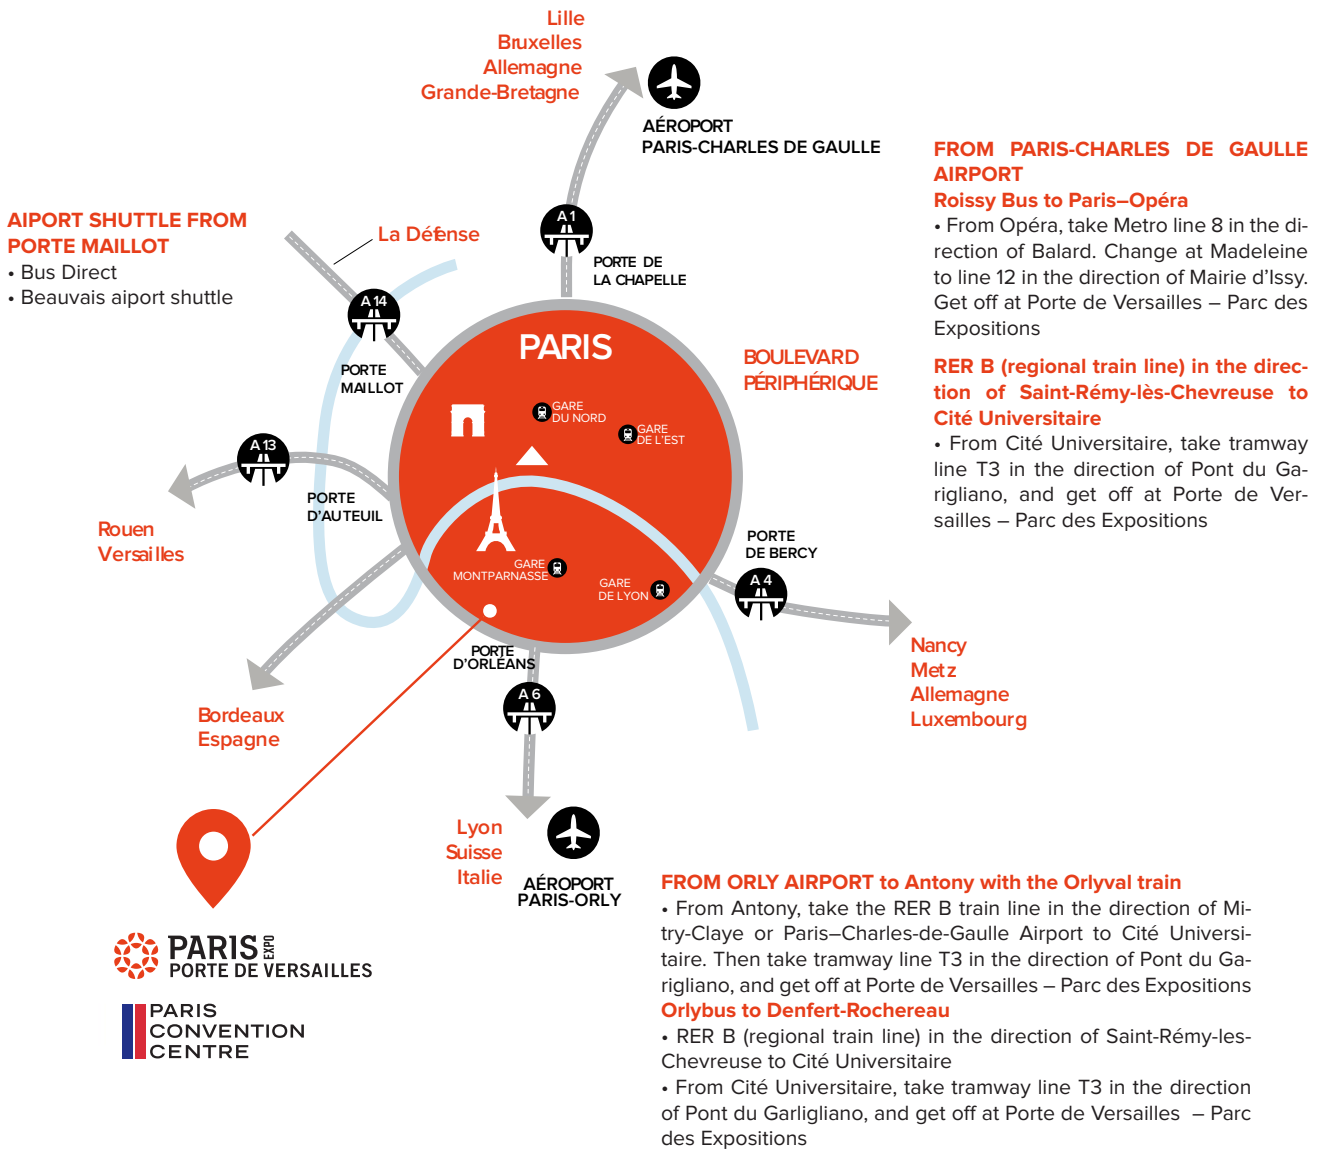 Lille
Bruxelles
Allemagne
Grande-Bretagne
AÉROPORT
PARIS-CHARLES DE GAULLE
FROM PARIS-CHARLES DE GAULLE
AIRPORT
Roissy Bus to Paris–Opéra
• From Opéra, take Metro line 8 in the di-
rection of Balard. Change at Madeleine
to line 12 in the direction of Mairie d'Issy.
Get off at Porte de Versailles – Parc des
Expositions
RER B (regional train line) in the direc-
tion of Saint-Rémy-lès-Chevreuse to
Cité Universitaire
• From Cité Universitaire, take tramway
line T3 in the direction of Pont du Ga-
rigliano, and get off at Porte de Ver-
sailles – Parc des Expositions
AIPORT SHUTTLE FROM
PORTE MAILLOT
• Bus Direct
• Beauvais aiport shuttle
La Défense
A 1
PORTE DE
LA CHAPELLE
A 14
PORTE
MAILLOT
PARIS
BOULEVARD
PÉRIPHÉRIQUE
GARE
DU NORD
GARE
DE L'EST
A 13
PORTE
D'AUTEUIL
Rouen
Versailles
GARE
MONTPARNASSE
GARE
DE LYON
PORTE
DE BERCY
A 4
Nancy
Metz
Allemagne
Luxembourg
PORTE
D'ORLÉANS
A 6
Bordeaux
Espagne
Lyon
Suisse
Italie
AÉROPORT
PARIS-ORLY
PARIS EXPO
PORTE DE VERSAILLES
PARIS
CONVENTION
CENTRE
FROM ORLY AIRPORT to Antony with the Orlyval train
• From Antony, take the RER B train line in the direction of Mi-
try-Claye or Paris–Charles-de-Gaulle Airport to Cité Universi-
taire. Then take tramway line T3 in the direction of Pont du Ga-
rigliano, and get off at Porte de Versailles – Parc des Expositions
Orlybus to Denfert-Rochereau
• RER B (regional train line) in the direction of Saint-Rémy-les-
Chevreuse to Cité Universitaire
• From Cité Universitaire, take tramway line T3 in the direction
of Pont du Garligliano, and get off at Porte de Versailles – Parc
des Expositions